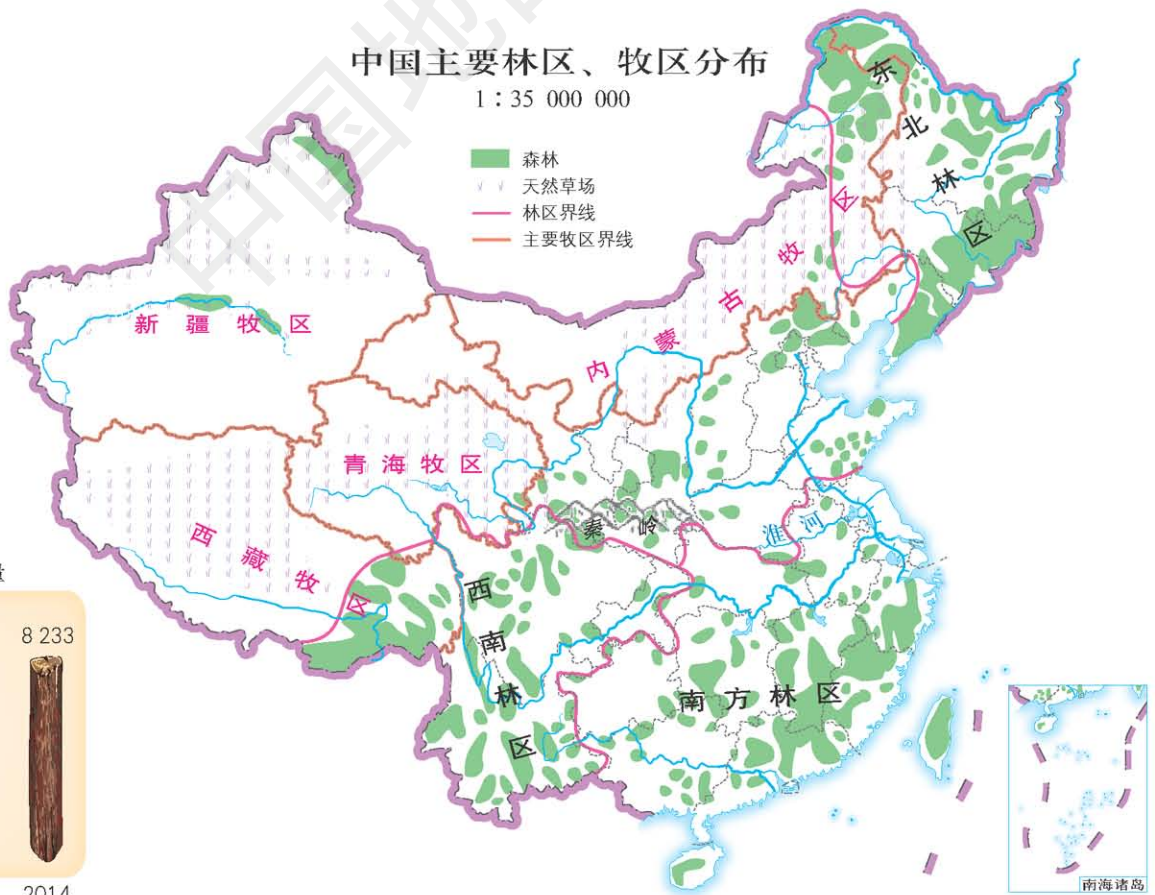 中国主要林区、牧区分布
1∶35 000 000
森林
天然草场
林区界线
主要牧区界线
东北林区
内蒙古牧区
新疆牧区
青海牧区
西藏牧区
秦岭
淮河
西南林区
南方林区
8 233
2014
南海诸岛
中国地